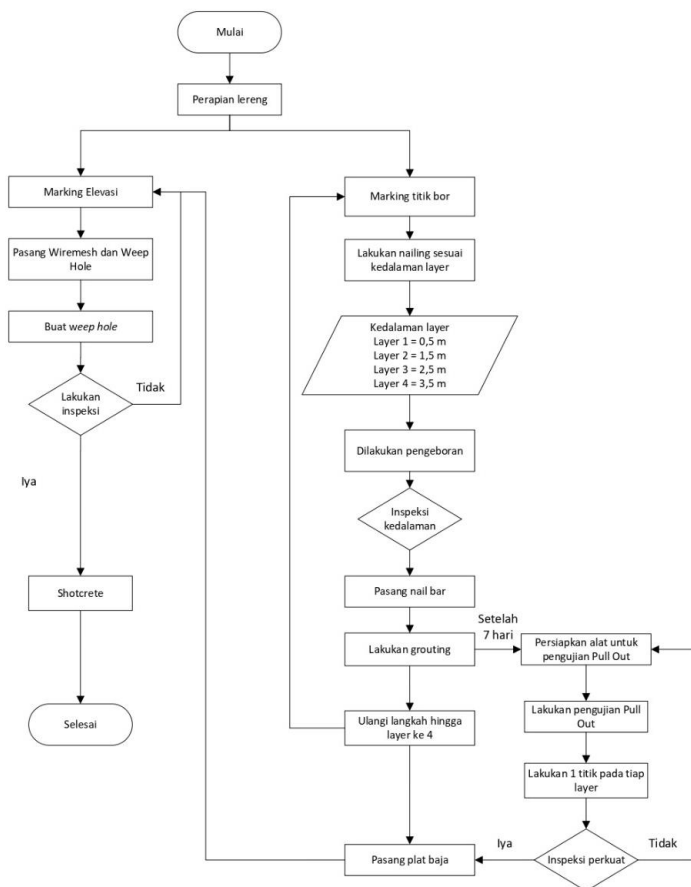 Mulai
Perapian lereng
Marking Elevasi
Pasang Wiremesh dan Weep
Hole
Buat weep hole
Lakukan
inspeksi
Tidak
Iya
Shotcrete
Selesai
Marking titik bor
Lakukan nailing sesuai
kedalaman layer
Kedalaman layer
Layer 1 = 0,5 m
Layer 2 = 1,5 m
Layer 3 = 2,5 m
Layer 4 = 3,5 m
Dilakukan pengeboran
Inspeksi
kedalaman
Pasang nail bar
Lakukan grouting
Setelah
7 hari
Ulangi langkah hingga
layer ke 4
Pasang plat baja
Persiapkan alat untuk
pengujian Pull Out
Lakukan pengujian Pull
Out
Lakukan 1 titik pada tiap
layer
Inspeksi perkuat
Iya
Tidak